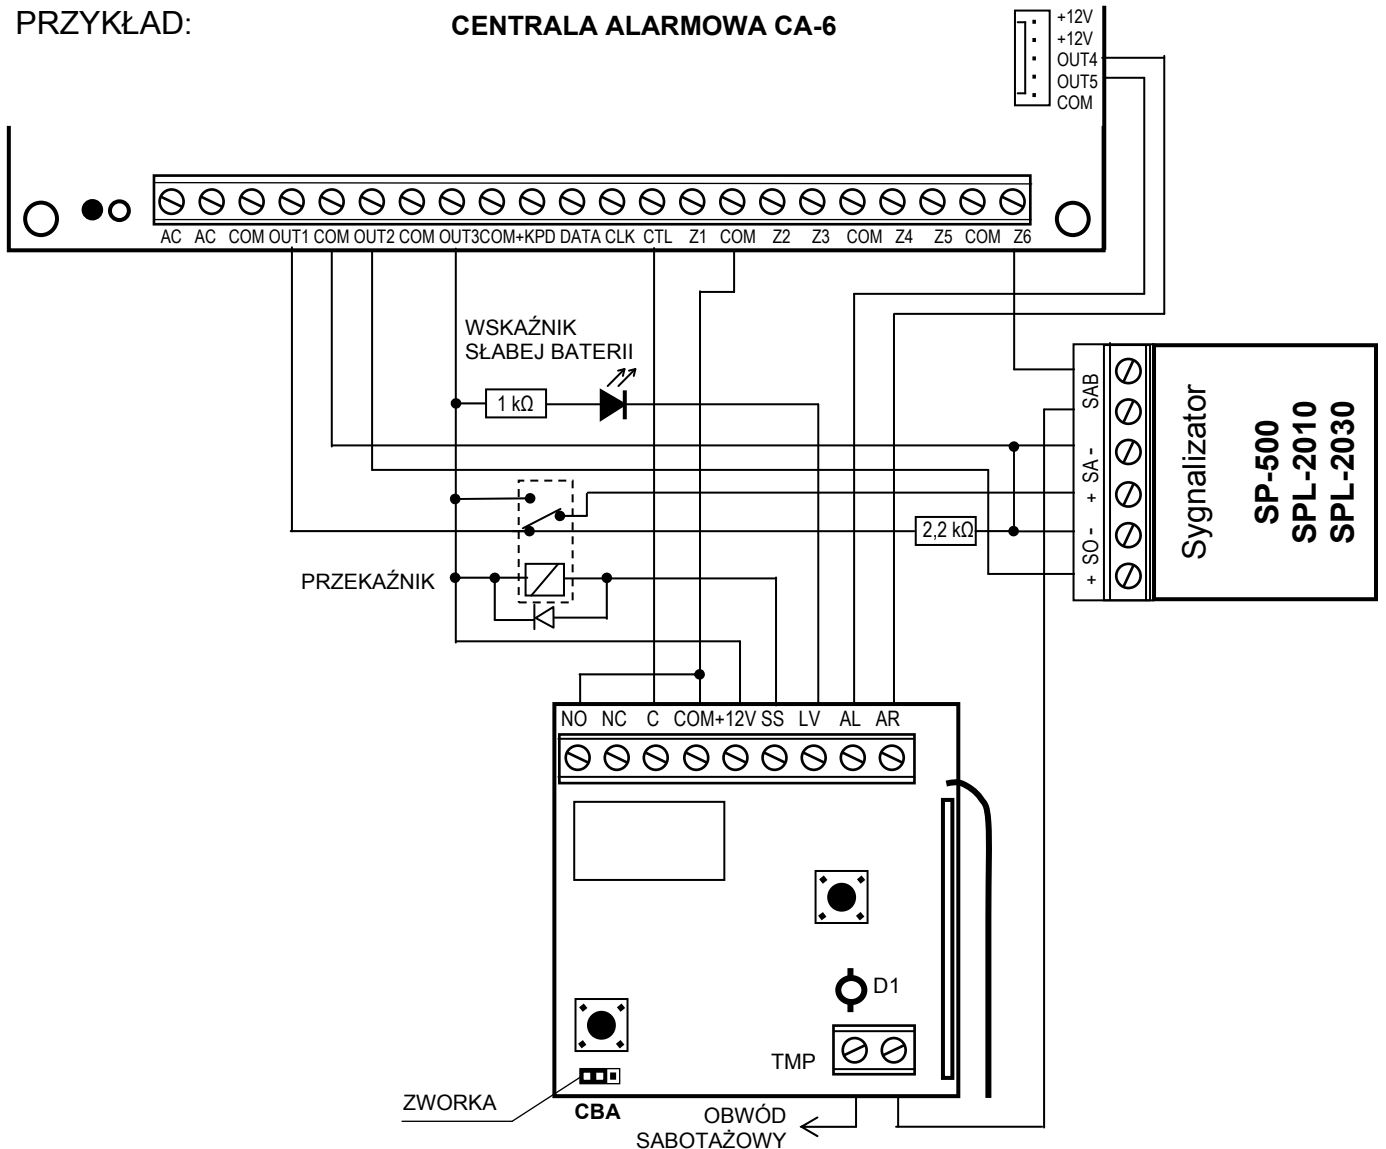 PRZYKŁAD:
CENTRALA ALARMOWA CA-6
+12V
+12V
OUT4
OUT5
COM
AC AC COM OUT1 COM OUT2 COM OUT3 COM +KPD DATA CLK CTL Z1 COM Z2 Z3 COM Z4 Z5 COM Z6
WSKAŹNIK
SŁABEJ BATERII
1 kΩ
2,2 kΩ
PRZEKAŹNIK
SAB
+ SA -
+ SO -
Sygnalizator
SP-500
SPL-2010
SPL-2030
NO NC C COM +12V SS LV AL AR
D1
TMP
ZWORKA
CBA
OBWÓD
SABOTAŻOWY